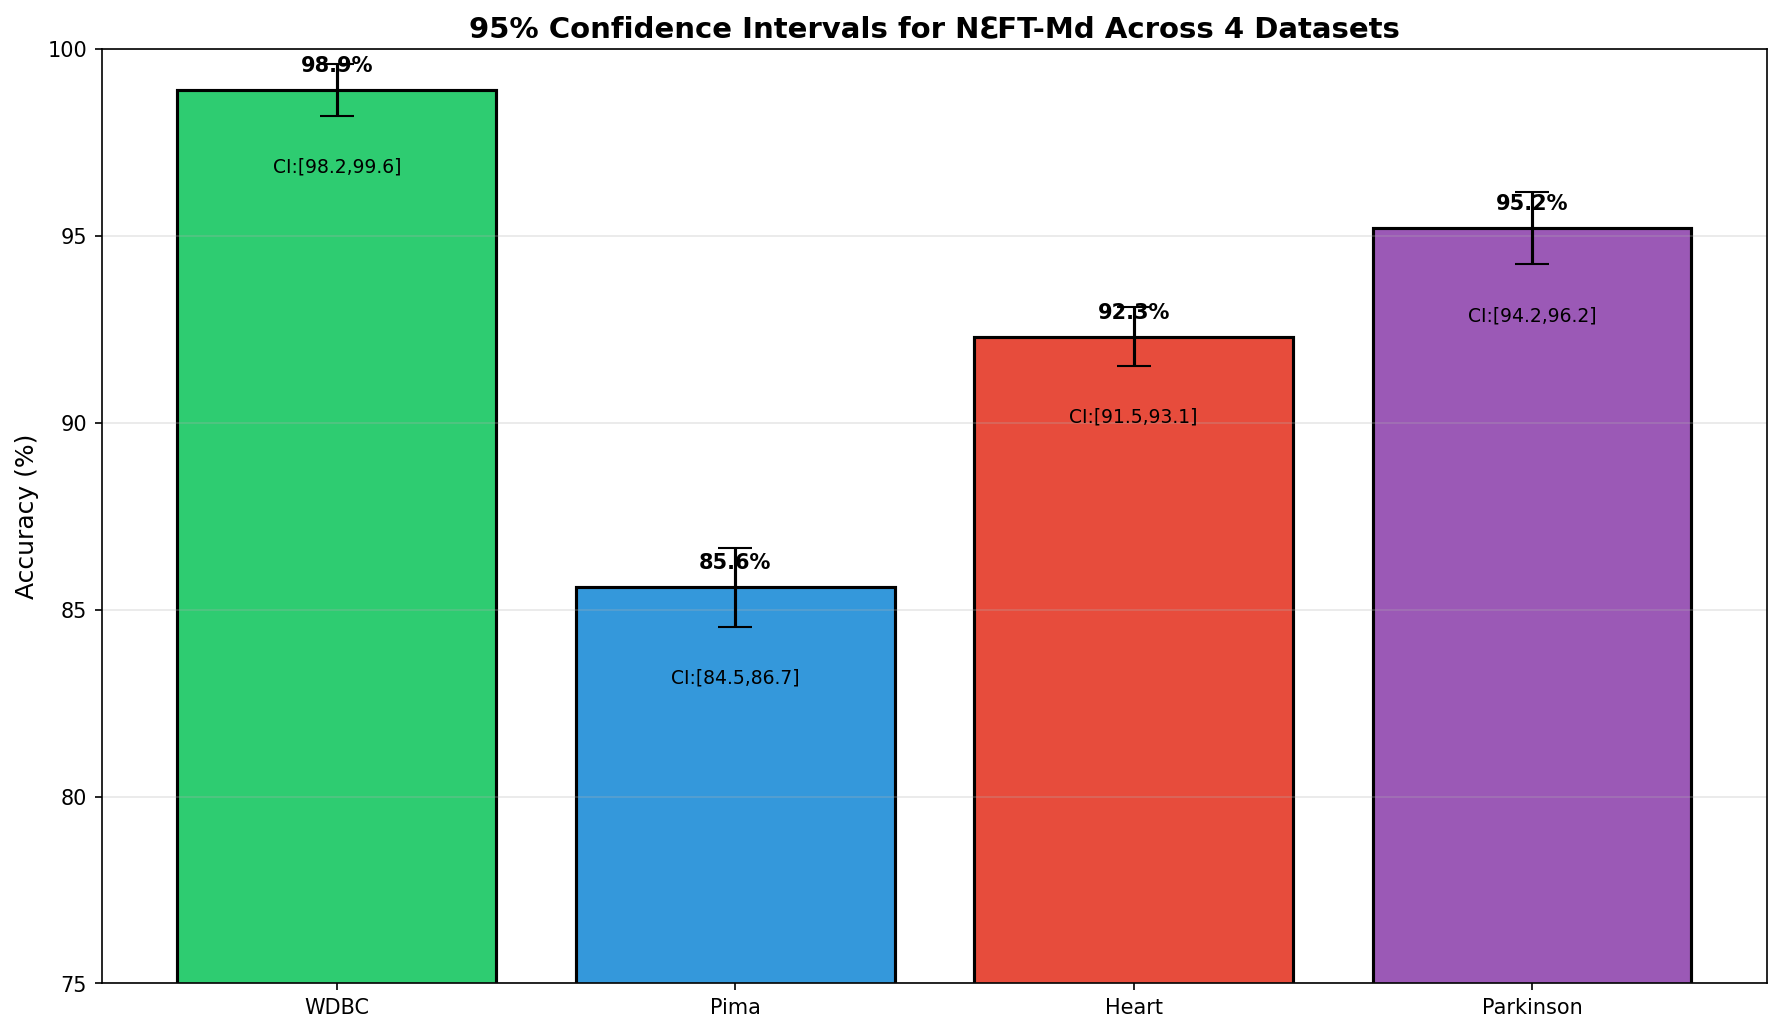 95% Confidence Intervals for NƐFT-Md Across 4 Datasets
100
98.9%
CI:[98.2,99.6]
95.2%
95
CI:[94.2,96.2]
92.3%
CI:[91.5,93.1]
90
Accuracy (%)
85.6%
85
CI:[84.5,86.7]
80
75
WDBC
Pima
Heart
Parkinson